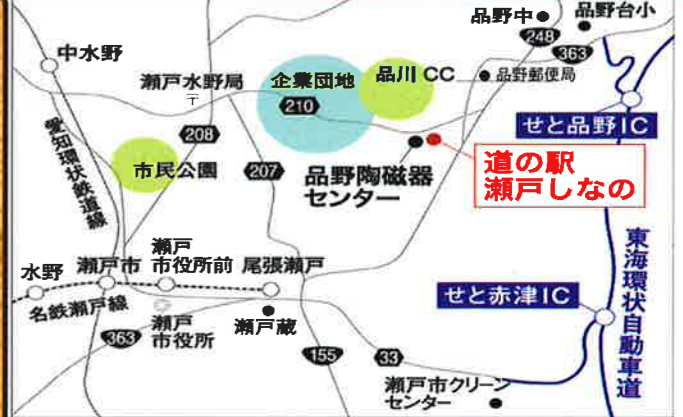 品野中
品野台小
248
363
中水野
瀬戸水野局
〒
企業団地
210
品川 CC
品野郵便局
せと品野IC
208
愛知環状鉄道線
市民公園
207
品野陶磁器
センター
道の駅
瀬戸しなの
水野
瀬戸市
瀬戸
市役所前
尾張瀬戸
名鉄瀬戸線
瀬戸
市役所
瀬戸蔵
363
155
33
せと赤津IC
東海環状自動車道
瀬戸市クリーン
センター